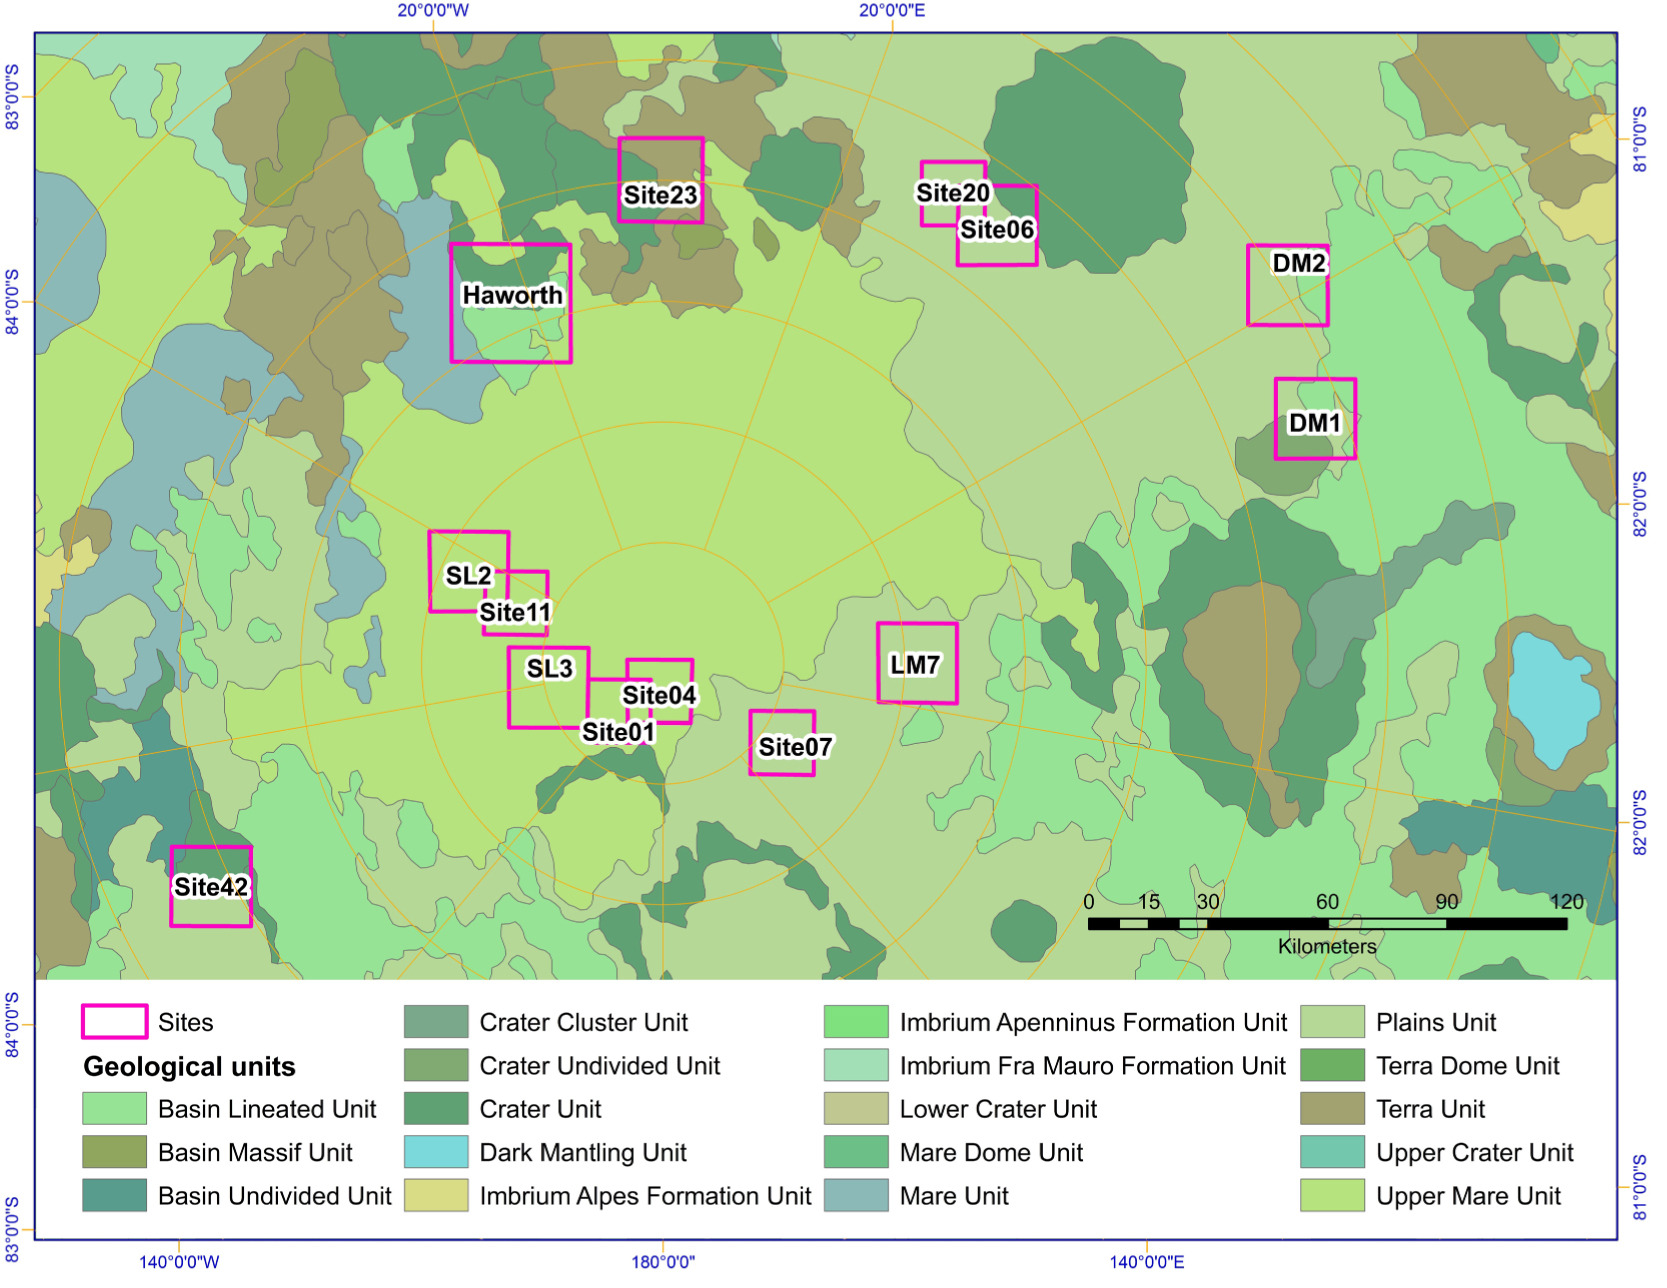 20°0'0"W
20°0'0"E
83°0'0"S
81°0'0"S
84°0'0"S
82°0'0"S
82°0'0"S
84°0'0"S
81°0'0"S
83°0'0"S
Site23
Site20
Site06
DM2
Haworth
DM1
SL2
Site11
SL3
LM7
Site04
Site01
Site07
Site42
0 15 30 60 90 120
Kilometers
Sites
Geological units
Basin Lineated Unit
Basin Massif Unit
Basin Undivided Unit
Crater Cluster Unit
Crater Undivided Unit
Crater Unit
Dark Mantling Unit
Imbrium Alpes Formation Unit
Imbrium Apenninus Formation Unit
Imbrium Fra Mauro Formation Unit
Lower Crater Unit
Mare Dome Unit
Mare Unit
Plains Unit
Terra Dome Unit
Terra Unit
Upper Crater Unit
Upper Mare Unit
140°0'0"W
180°0'0"
140°0'0"E